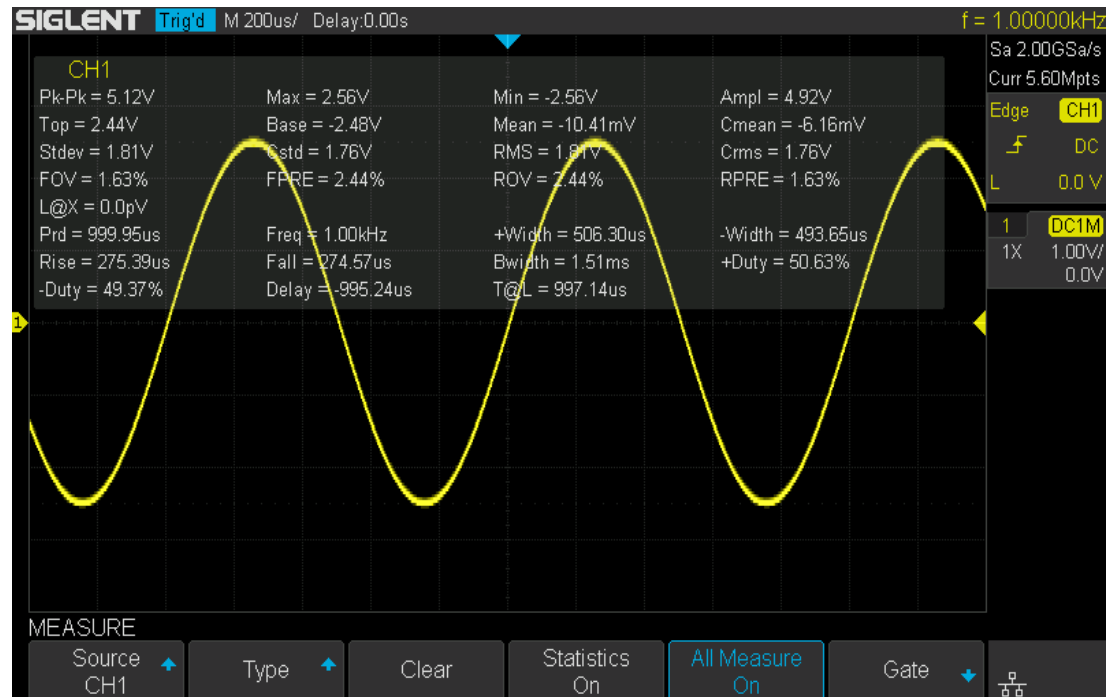 SIGLENT Trig'd M 200us/ Delay:0.00s f = 1.00000kHz
Sa 2.00GSa/s
Curr 5.60Mpts
CH1
Pk-Pk = 5.12V Max = 2.56V Min = -2.56V Ampl = 4.92V
Top = 2.44V Base = -2.48V Mean = -10.41mV Cmean = -6.16mV
Stdev = 1.81V Cstd = 1.76V RMS = 1.81V Crms = 1.76V
FOV = 1.63% FPRE = 2.44% ROV = 2.44% RPRE = 1.63%
L@X = 0.0pV
Prd = 999.95us Freq = 1.00kHz +Width = 506.30us -Width = 493.65us
Rise = 275.39us Fall = 274.57us Bwidth = 1.51ms +Duty = 50.63%
-Duty = 49.37% Delay = -995.24us T@L = 997.14us
Edge CH1
DC
L 0.0 V
1 DC1M
1X 1.00V/
0.0V
1
MEASURE
Source Type Clear Statistics All Measure Gate
CH1 On On